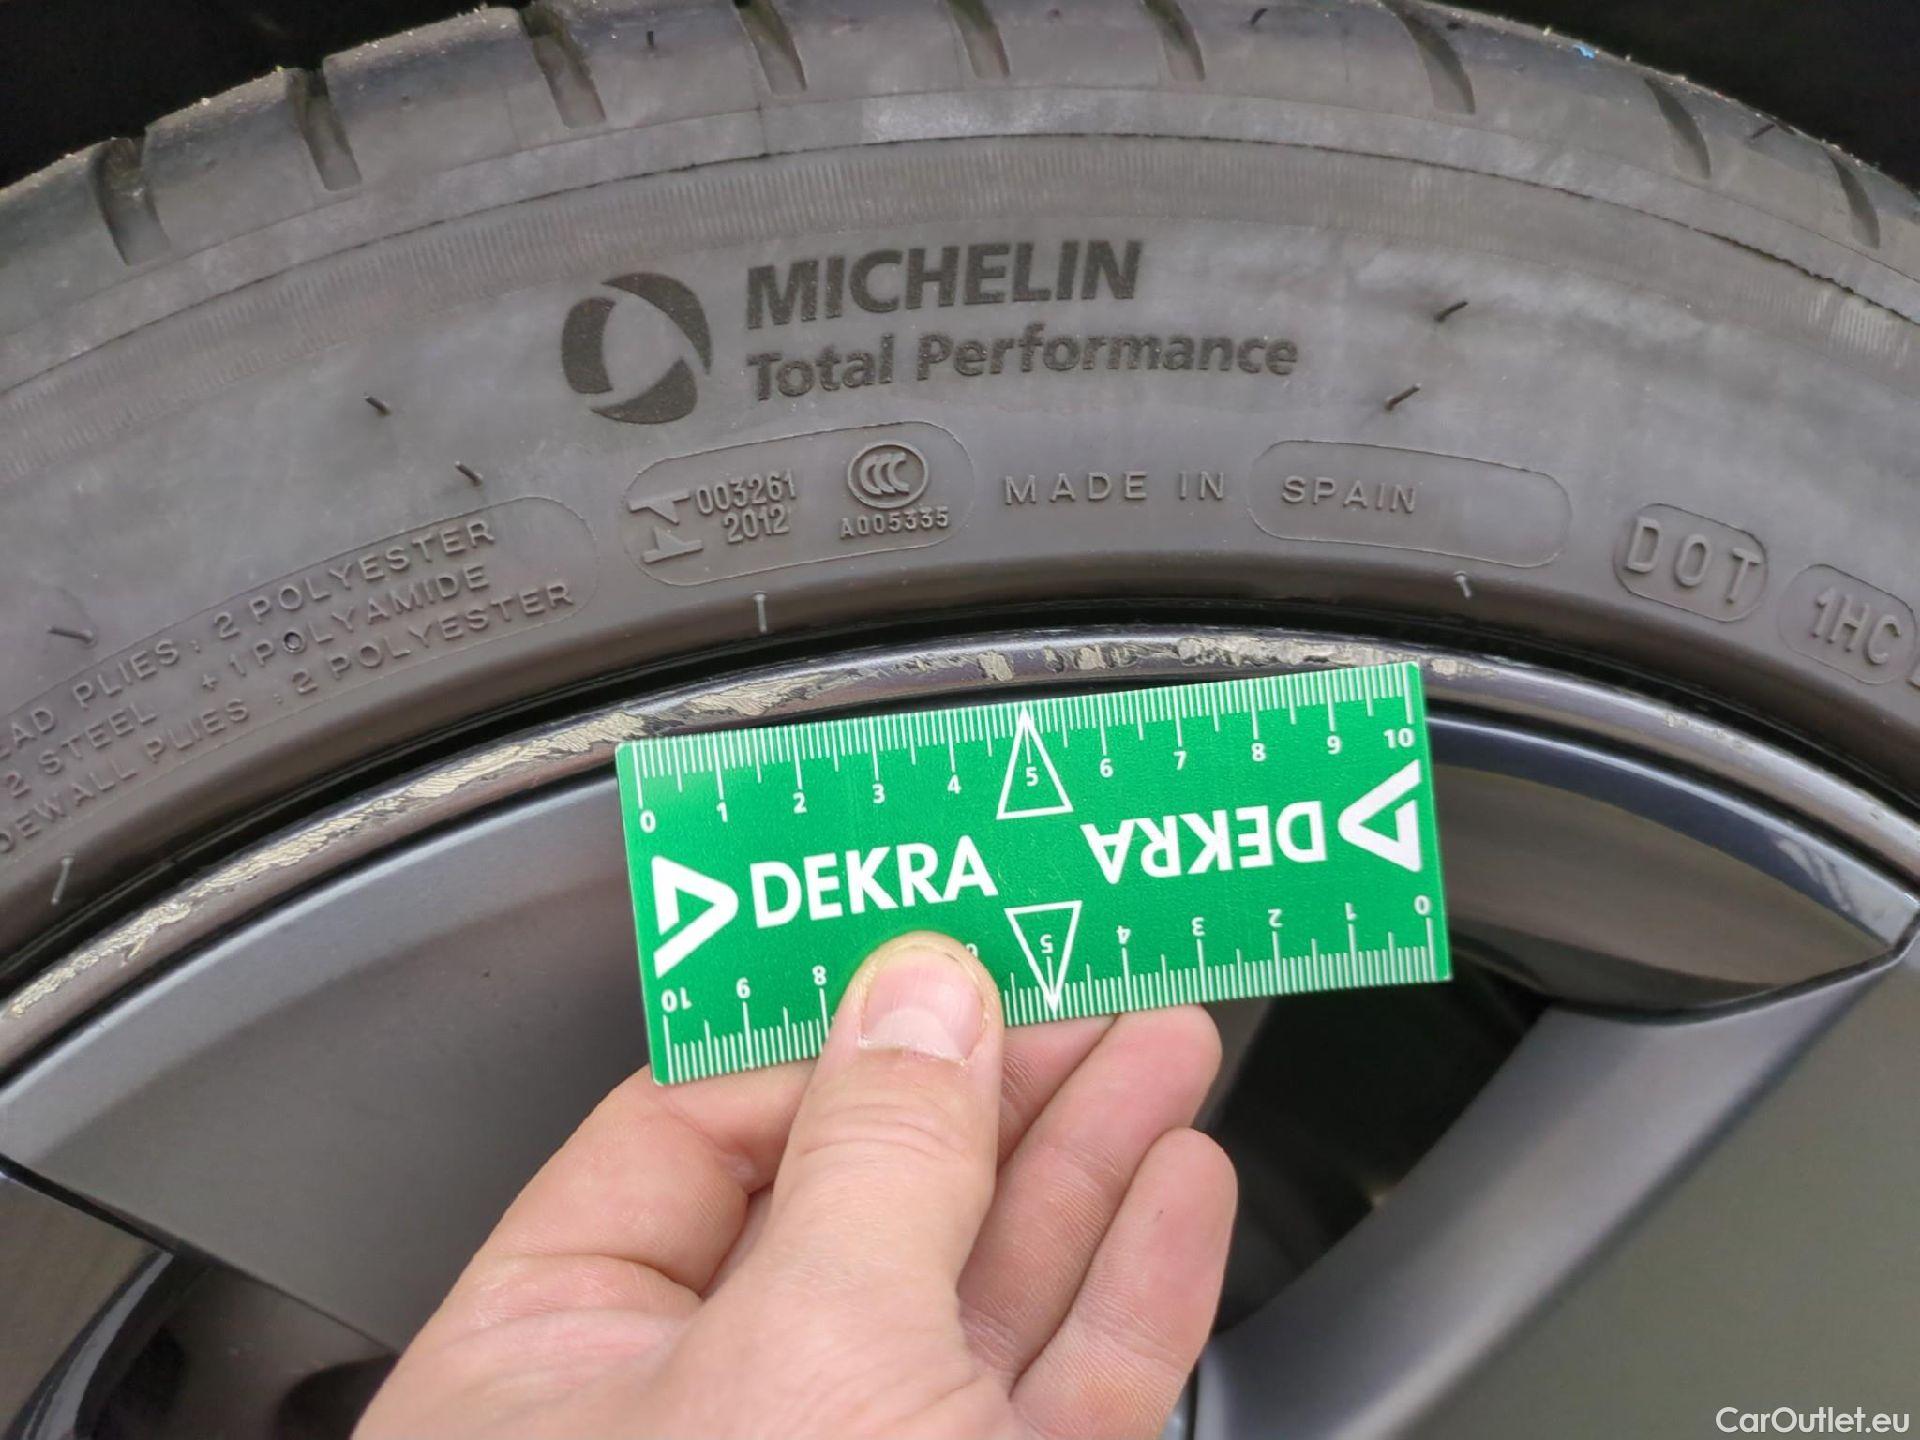 MICHELIN
Total Performance
003261
2012
CCC
A005335
MADE IN SPAIN
DOT 1HC
PLIES: 2 POLYESTER
2 STEEL + 1 POLYAMIDE
PLIES : 2 POLYESTER
0 1 2 3 4 5 6 7 8 9 10
DEKRA
DEKRA
10 9 8 6 5 4 3 2 1 0
CarOutlet.eu